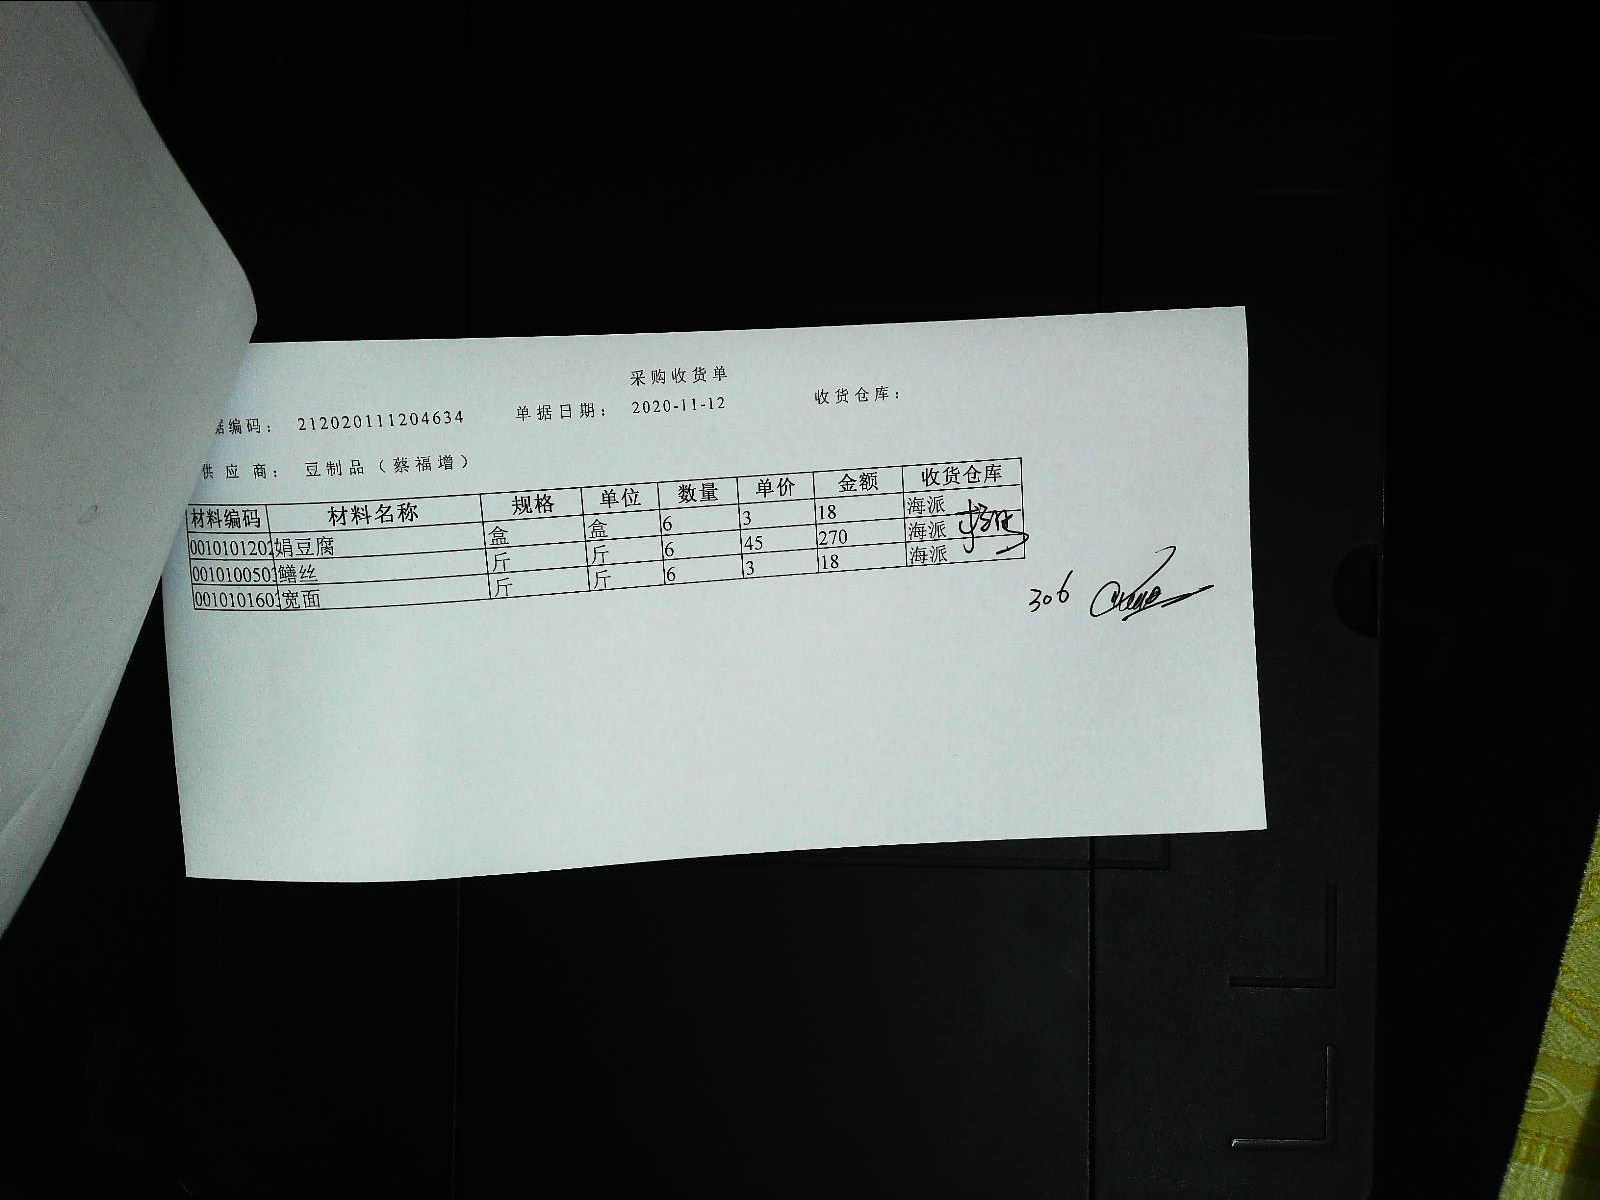 采购收货单
据编码： 212020111204634 单据日期： 2020-11-12 收货仓库：
供应商： 豆制品（蔡福增）
材料编码 材料名称 规格 单位 数量 单价 金额 收货仓库
001010120 娟豆腐 盒 盒 6 3 18 海派
001010050 鳝丝 斤 斤 6 45 270 海派
001010160 宽面 斤 斤 6 3 18 海派
306